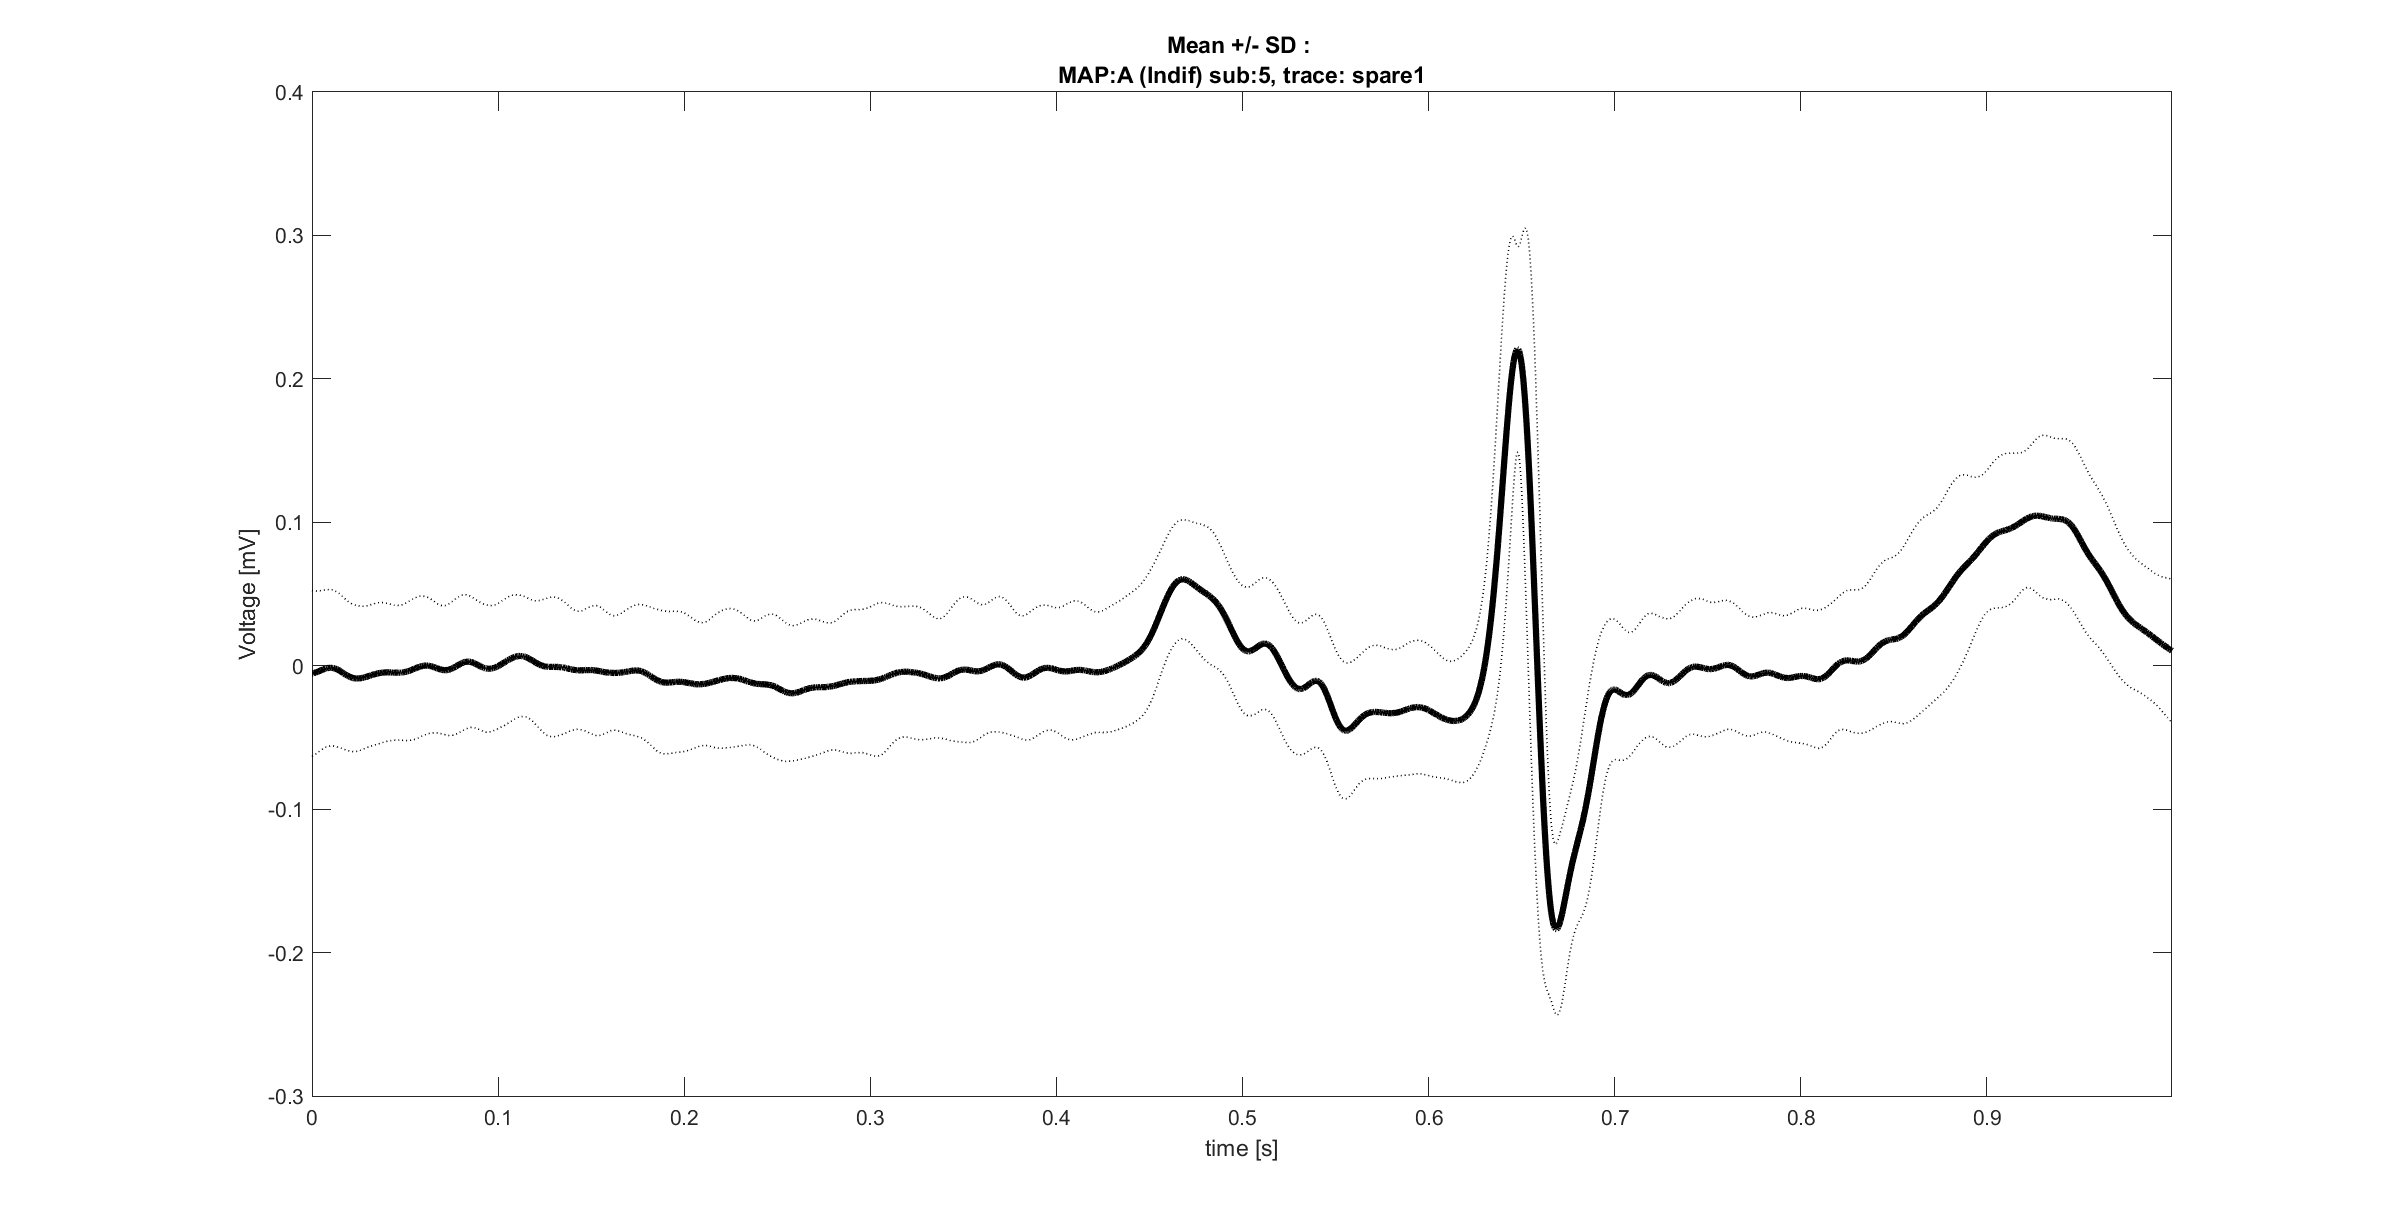 Mean +/- SD :
MAP:A (Indif) sub:5, trace: spare1
0.4
0.3
0.2
0.1
0
-0.1
-0.2
-0.3
Voltage [mV]
0 0.1 0.2 0.3 0.4 0.5 0.6 0.7 0.8 0.9
time [s]